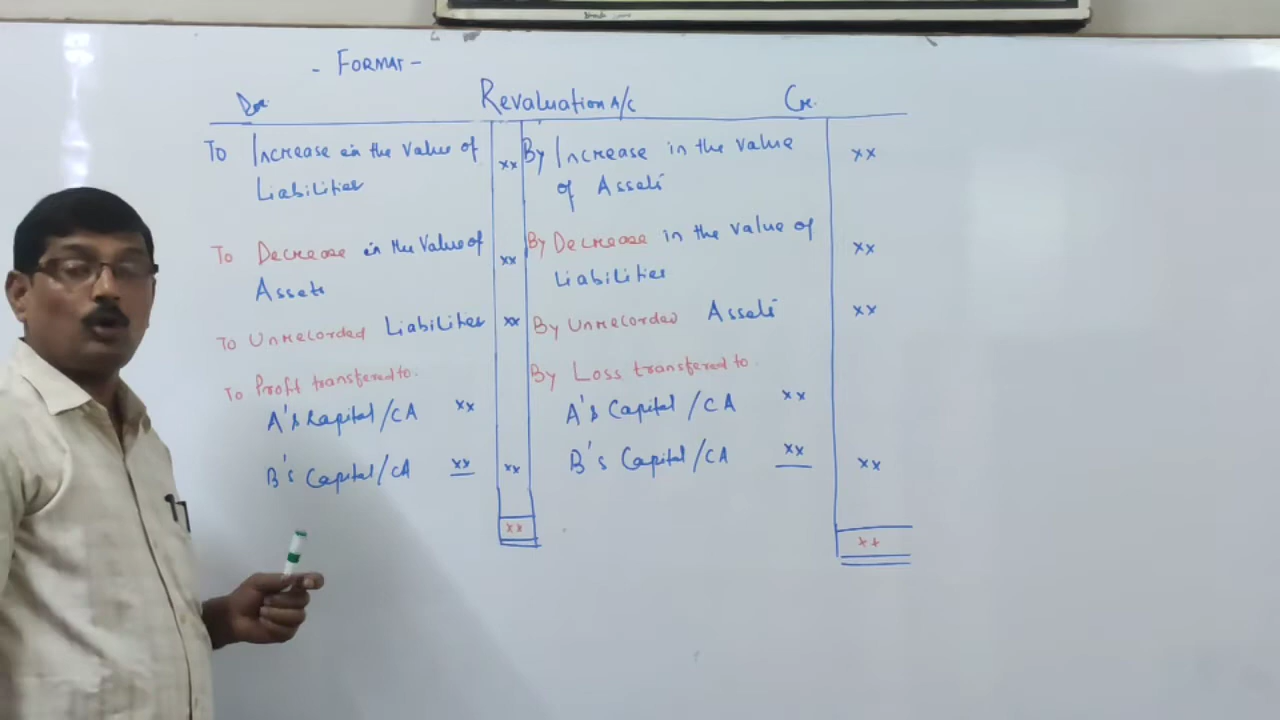 - FORMAT -
Dr. Revaluation A/C Cr.
To Increase in the value of xx
Liabilities
To Decrease in the Value of xx
Assets
To Unrecorded Liabilities xx
To Profit transferred to.
A's Kapital/CA xx
B's Capital/CA xx xx
xx
By Increase in the value xx
of Assets
By Decrease in the value of xx
Liabilities
By Unrecorded Assets xx
By Loss transfered to.
A's Capital/CA xx
B's Capital/CA xx xx
xx